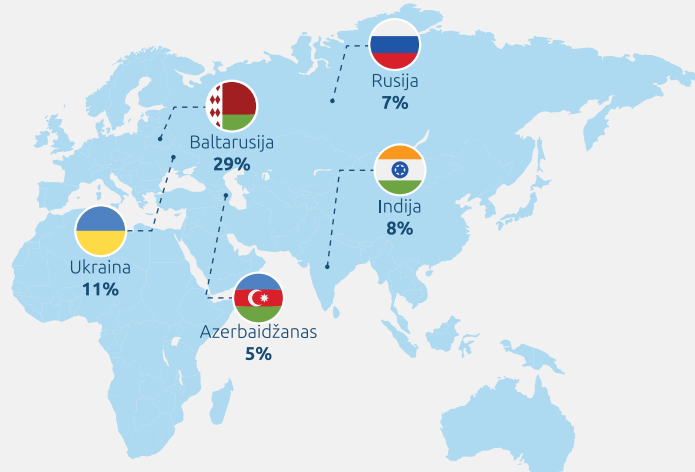 Rusija
7%
Baltarusija
29%
Indija
8%
Ukraina
11%
Azerbaidžanas
5%